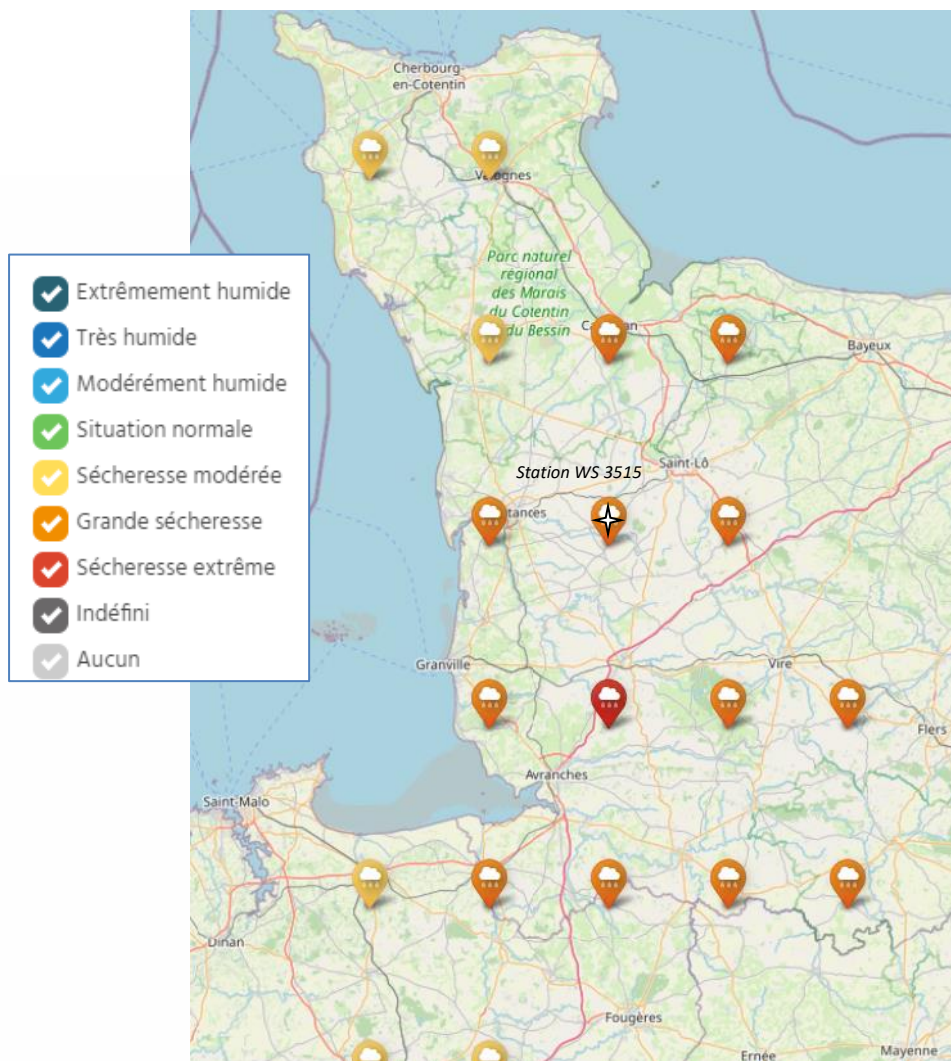 Cherbourg-
en-Cotentin
Valognes
Parc naturel
régional
des Marais
du Cotentin
du Bessin
Bayeux
Extrêmement humide
Très humide
Modérément humide
Situation normale
Sécheresse modérée
Grande sécheresse
Sécheresse extrême
Indéfini
Aucun
Station WS 3515
Saint-Lô
tances
Granville
Vire
Flers
Avranches
Saint-Malo
Dinan
Fougères
Ernée
Mayenne